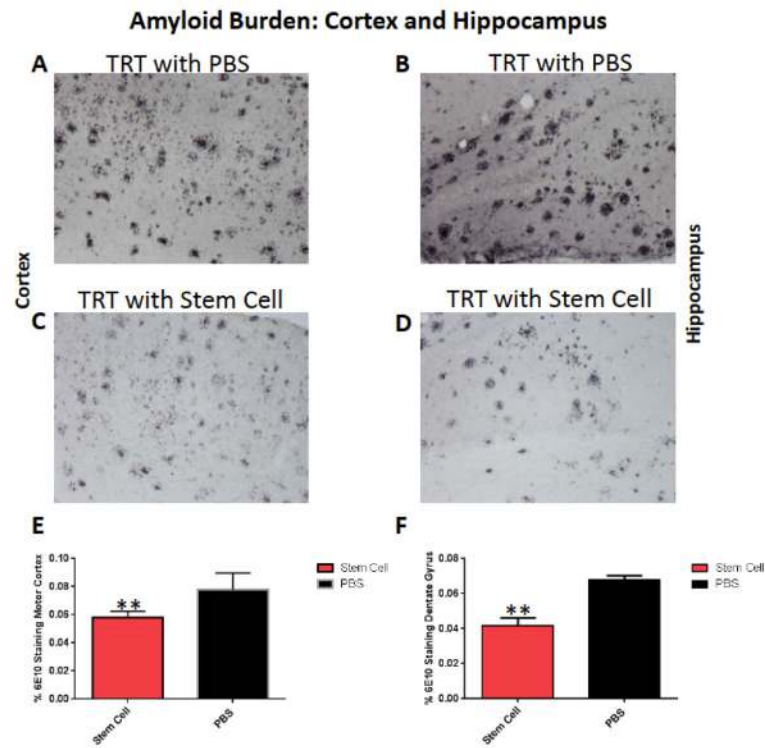 Amyloid Burden: Cortex and Hippocampus
A
TRT with PBS
B
TRT with PBS
Cortex
Hippocampus
C
TRT with Stem Cell
D
TRT with Stem Cell
E
% 6E10 Staining Motor Cortex
0.10
0.08
0.06
0.04
0.02
0.00
**
Stem Cell
PBS
Stem Cell
PBS
F
% 6E10 Staining Dentate Gyrus
0.08
0.06
0.04
0.02
0.00
**
Stem Cell
PBS
Stem Cell
PBS